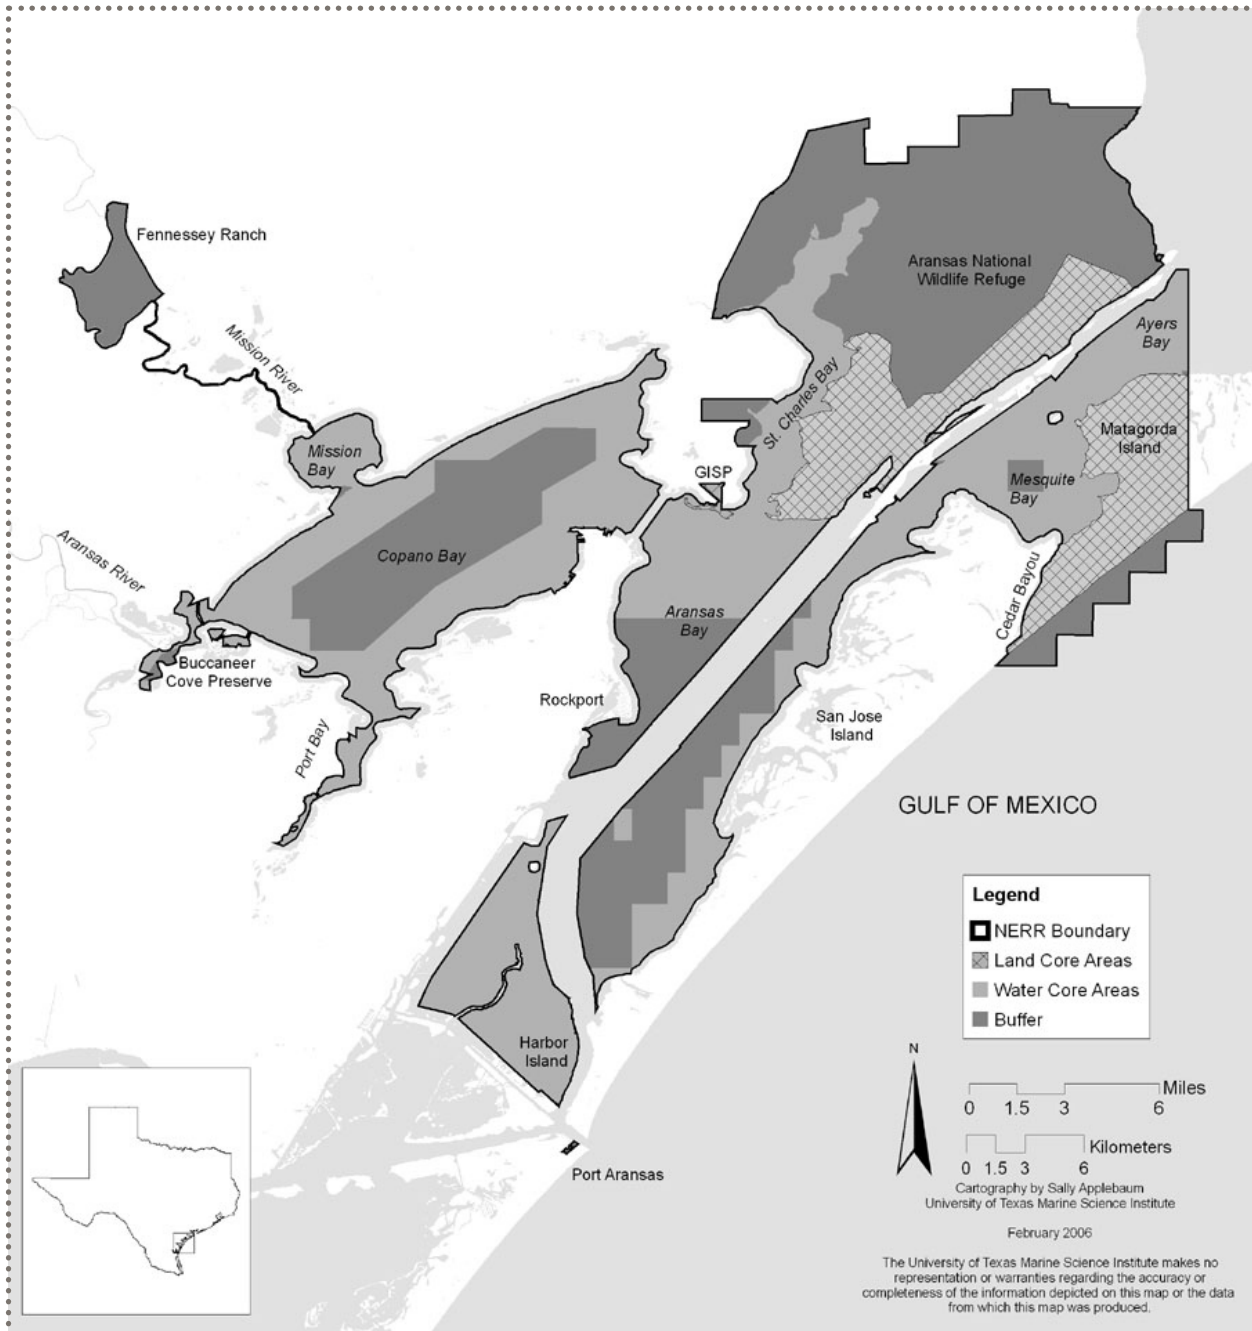 Fennessey Ranch
Mission River
Aransas National
Wildlife Refuge
Ayers
Bay
St. Charles Bay
Mission
Bay
GISP
Matagorda
Island
Mesquite
Bay
Copano Bay
Aransas River
Aransas
Bay
Cedar Bayou
Buccaneer
Cove Preserve
Rockport
Port Bay
San Jose
Island
GULF OF MEXICO
Legend
NERR Boundary
Land Core Areas
Water Core Areas
Buffer
Harbor
Island
N
Miles
0 1.5 3 6
Kilometers
0 1.5 3 6
Port Aransas
Cartography by Sally Applebaum
University of Texas Marine Science Institute
February 2006
The University of Texas Marine Science Institute makes no
representation or warranties regarding the accuracy or
completeness of the information depicted on this map or the data
from which this map was produced.